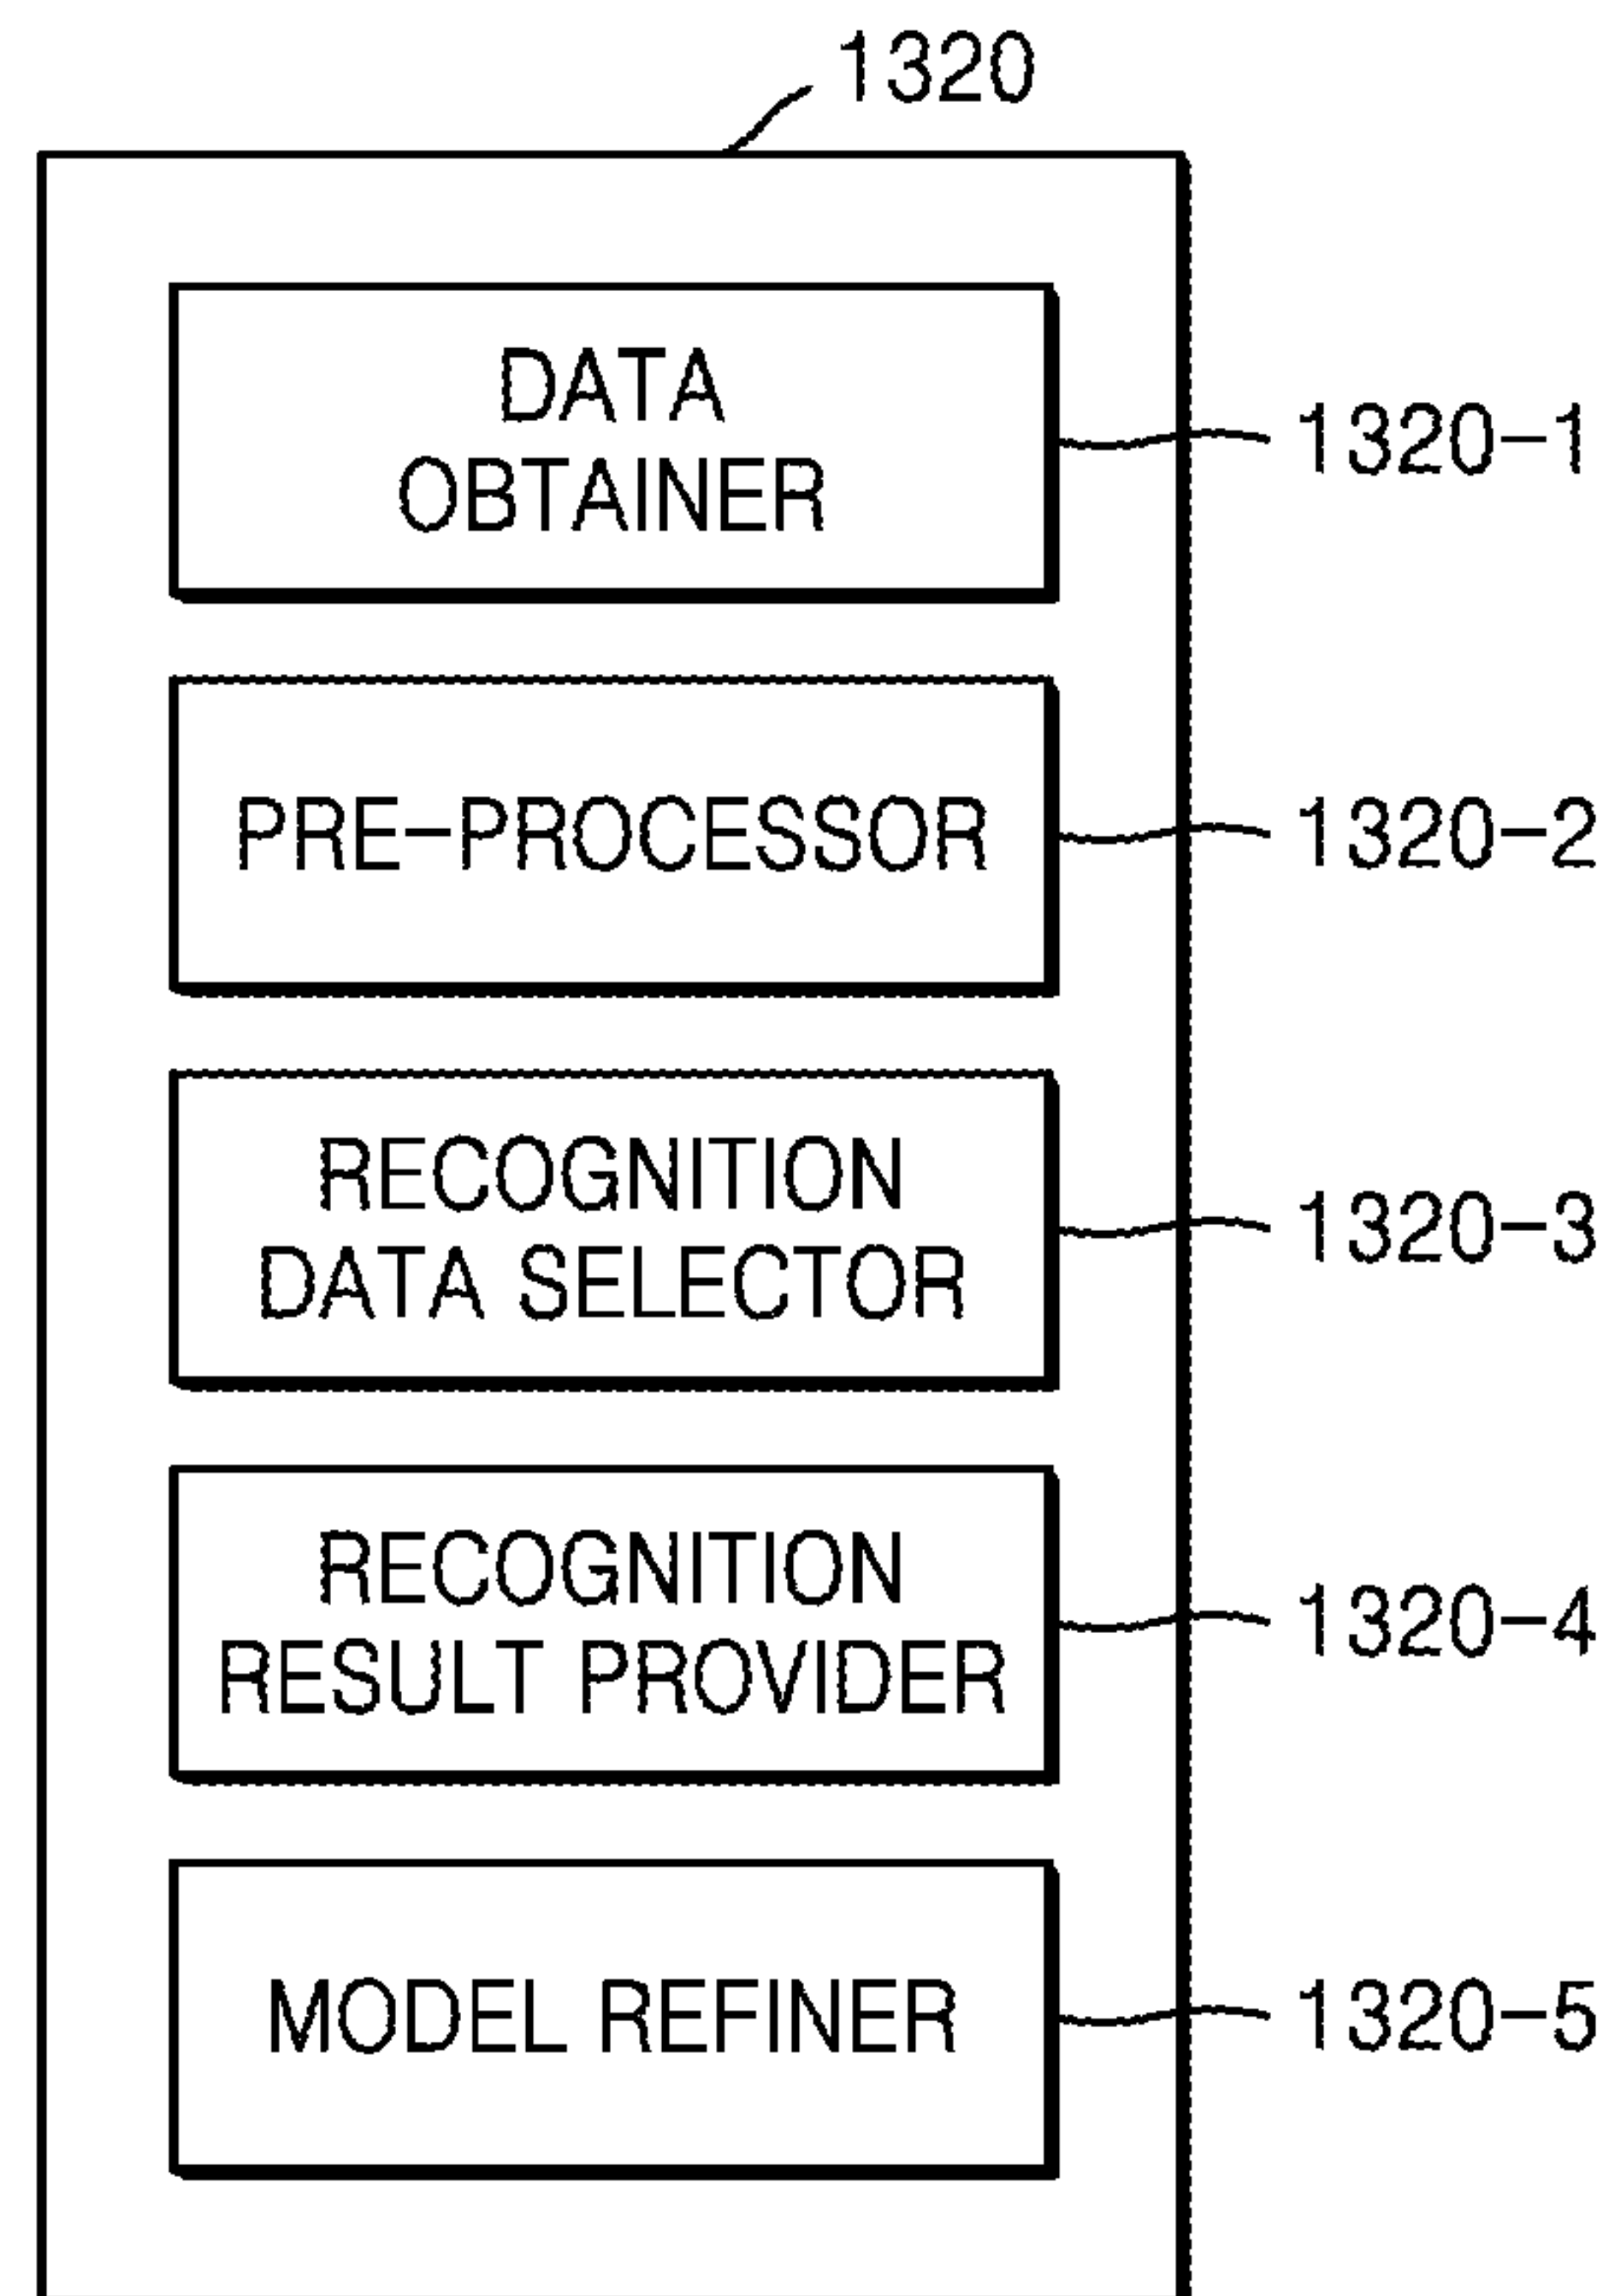 1320
DATA
OBTAINER
1320-1
PRE-PROCESSOR
1320-2
RECOGNITION
DATA SELECTOR
1320-3
RECOGNITION
RESULT PROVIDER
1320-4
MODEL REFINER
1320-5